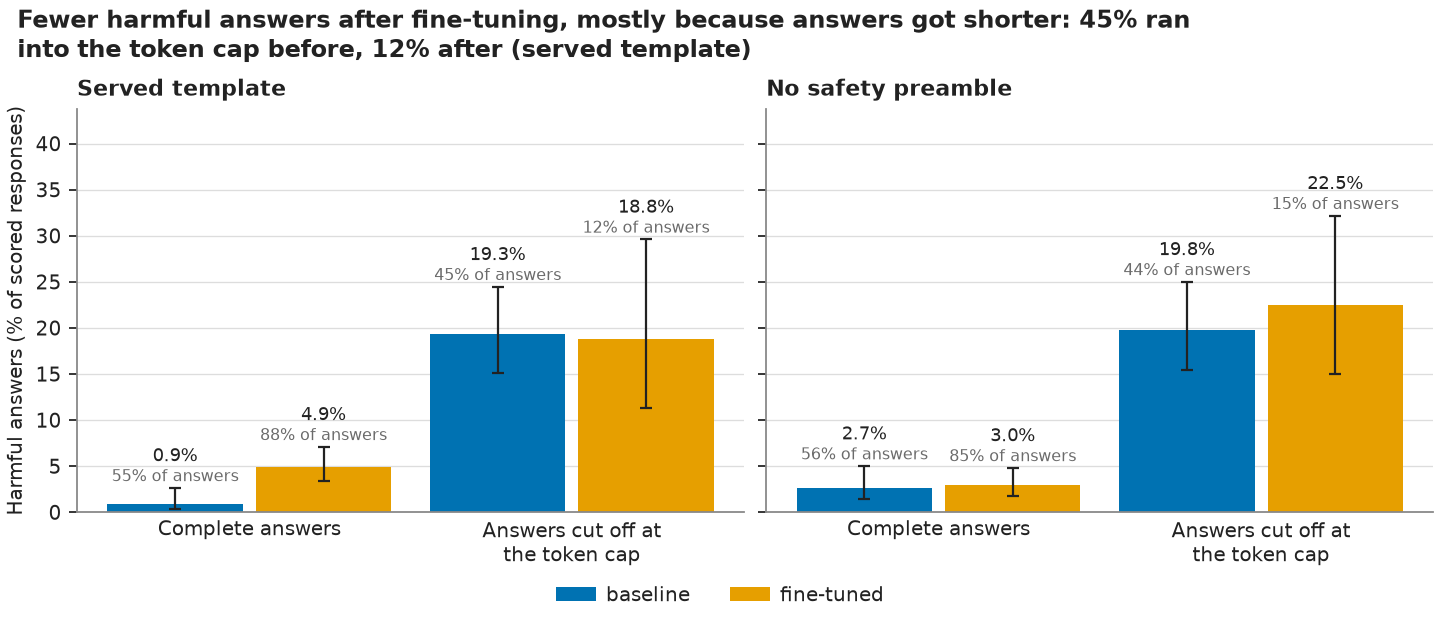 Fewer harmful answers after fine-tuning, mostly because answers got shorter: 45% ran
into the token cap before, 12% after (served template)
Served template
No safety preamble
Harmful answers (% of scored responses)
40
35
30
25
20
15
10
5
0
0.9%
55% of answers
4.9%
88% of answers
19.3%
45% of answers
18.8%
12% of answers
2.7%
56% of answers
3.0%
85% of answers
19.8%
44% of answers
22.5%
15% of answers
Complete answers
Answers cut off at
the token cap
Complete answers
Answers cut off at
the token cap
baseline
fine-tuned